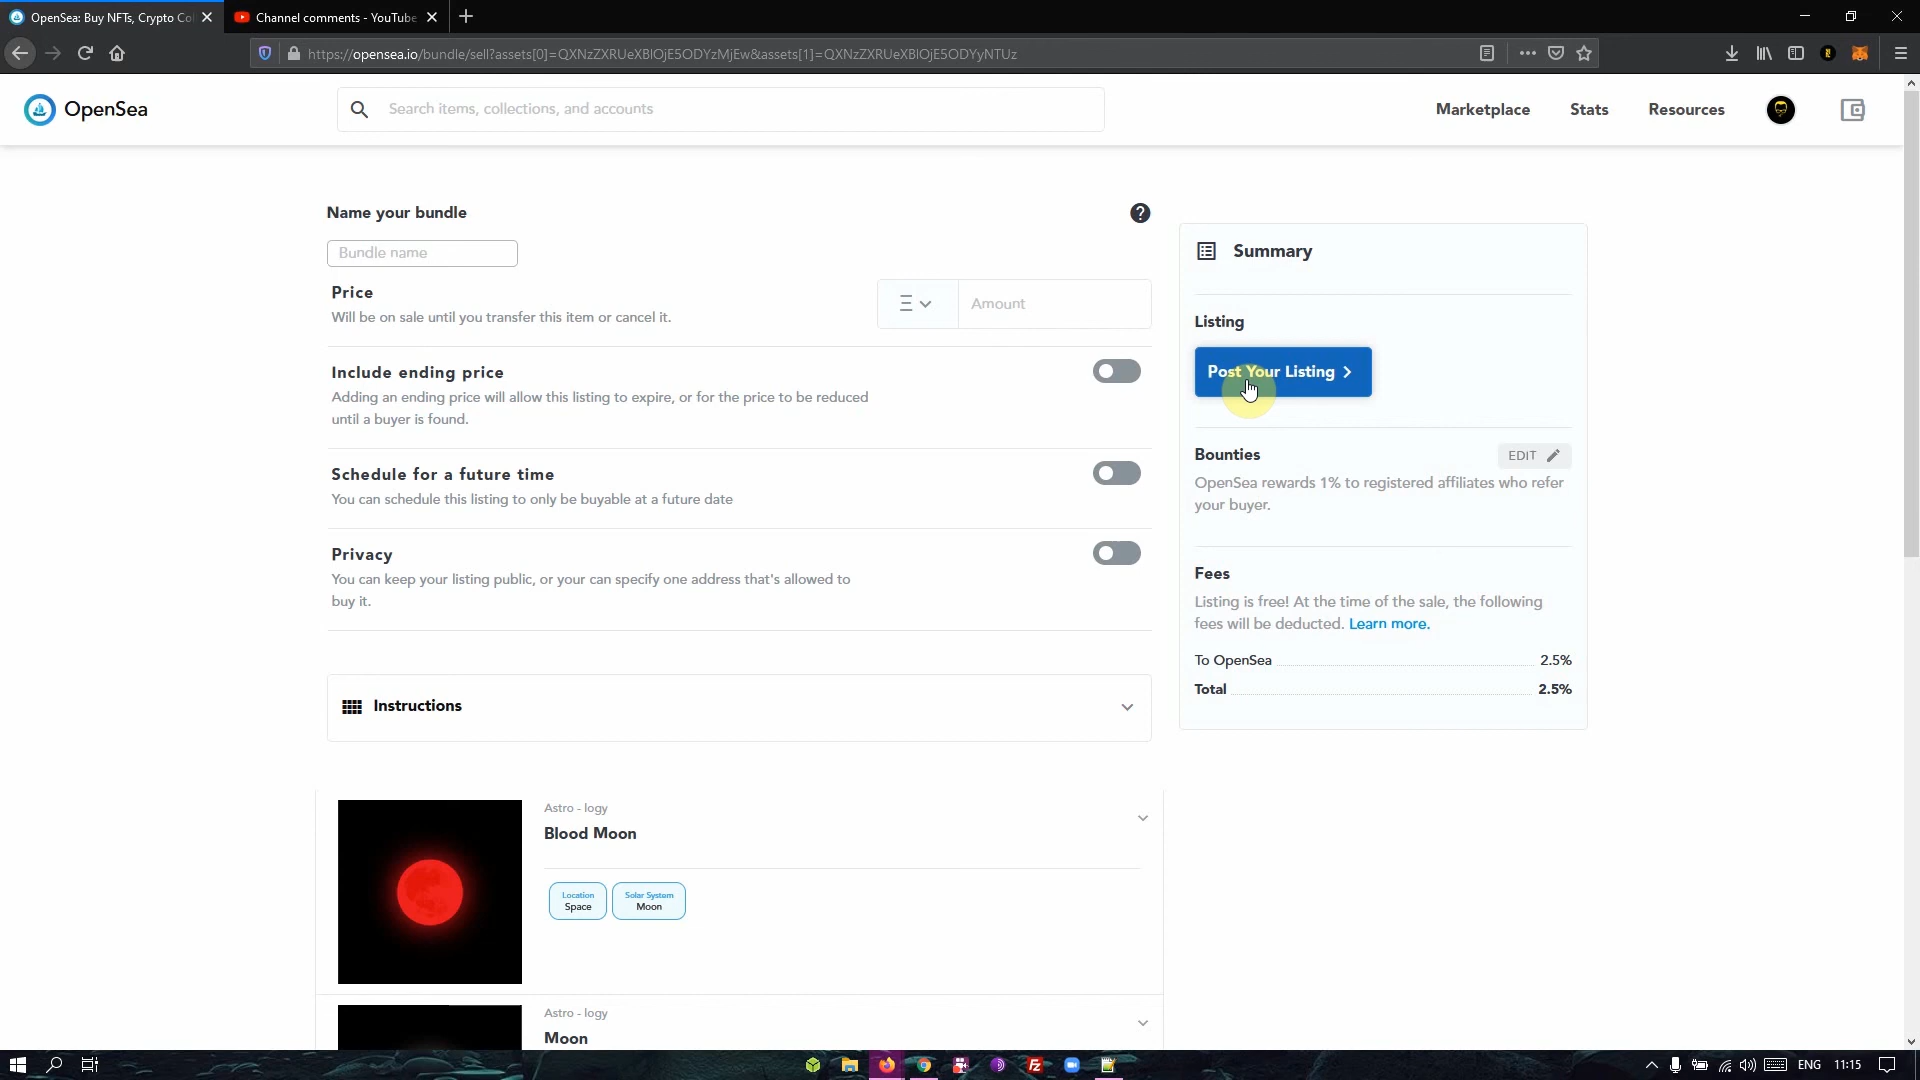 OpenSea: Buy NFTs, Crypto Co
Channel comments - YouTube
https://opensea.io/bundle/sell?assets[0]=QXNzZXRUeXBlOjE5ODYzMjEw&assets[1]=QXNzZXRUeXBlOjE5ODYyNTUz
OpenSea
Search items, collections, and accounts
Marketplace
Stats
Resources
Name your bundle
Bundle name
Price
Will be on sale until you transfer this item or cancel it.
Amount
Include ending price
Adding an ending price will allow this listing to expire, or for the price to be reduced
until a buyer is found.
Schedule for a future time
You can schedule this listing to only be buyable at a future date
Privacy
You can keep your listing public, or your can specify one address that's allowed to
buy it.
Instructions
Summary
Listing
Post Your Listing
Bounties
EDIT
OpenSea rewards 1% to registered affiliates who refer
your buyer.
Fees
Listing is free! At the time of the sale, the following
fees will be deducted. Learn more.
To OpenSea 2.5%
Total 2.5%
Astro - logy
Blood Moon
Location
Space
Solar System
Moon
Astro - logy
Moon
ENG
11:15